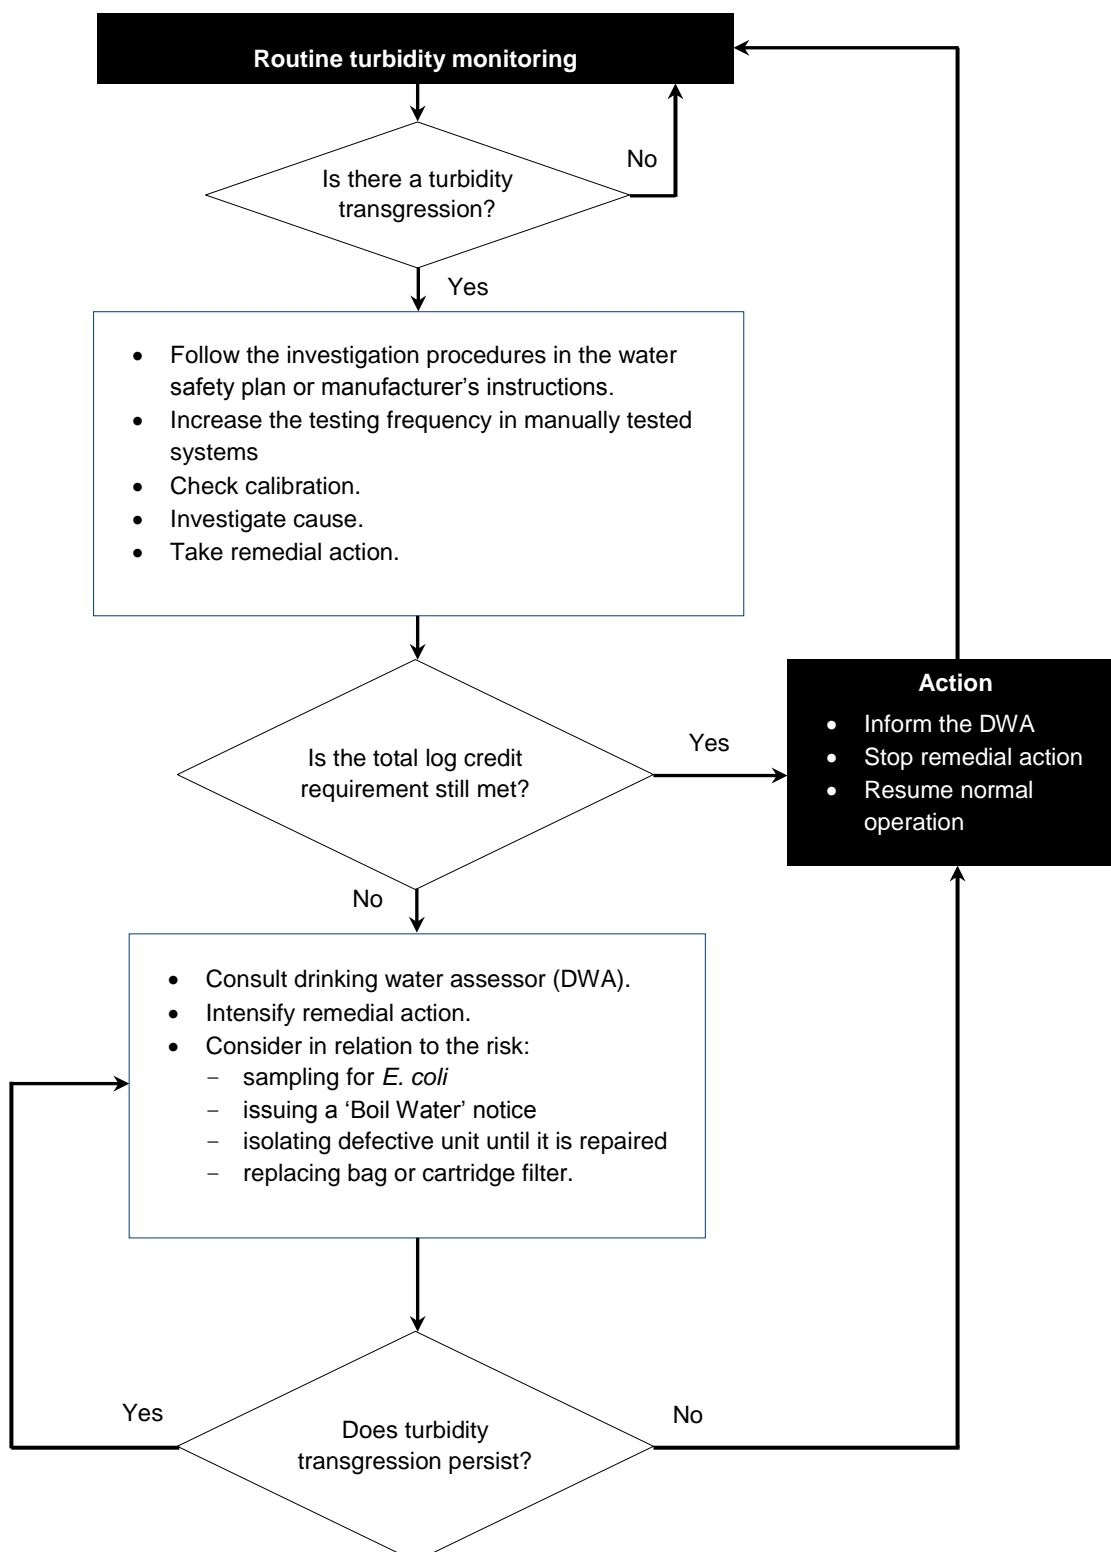 Routine turbidity monitoring
No
Is there a turbidity
transgression?
Yes
• Follow the investigation procedures in the water
safety plan or manufacturer’s instructions.
• Increase the testing frequency in manually tested
systems
• Check calibration.
• Investigate cause.
• Take remedial action.
Is the total log credit
requirement still met?
Yes
Action
• Inform the DWA
• Stop remedial action
• Resume normal
operation
No
• Consult drinking water assessor (DWA).
• Intensify remedial action.
• Consider in relation to the risk:
− sampling for E. coli
− issuing a ‘Boil Water’ notice
− isolating defective unit until it is repaired
− replacing bag or cartridge filter.
Yes
Does turbidity
transgression persist?
No